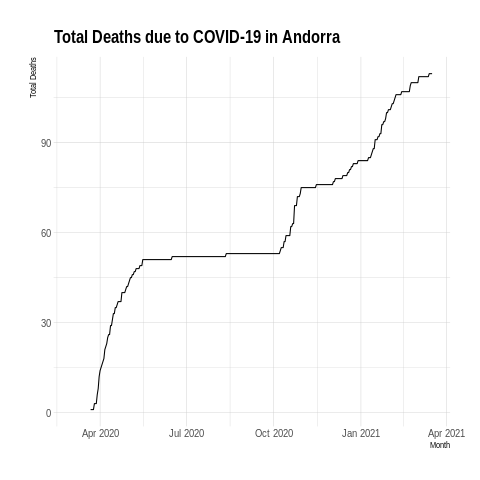 Total Deaths due to COVID-19 in Andorra
Total Deaths
90
60
30
0
Apr 2020
Jul 2020
Oct 2020
Jan 2021
Apr 2021
Month